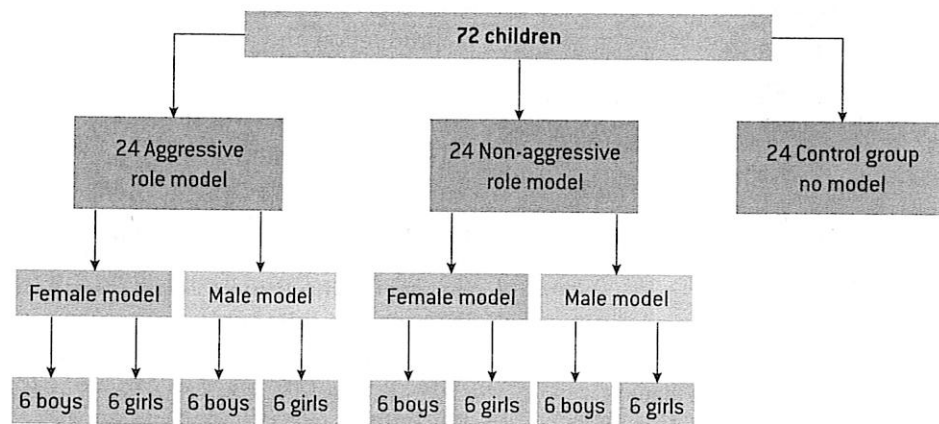 72 children
24 Aggressive
role model
24 Non-aggressive
role model
24 Control group
no model
Female model
Male model
Female model
Male model
6 boys
6 girls
6 boys
6 girls
6 boys
6 girls
6 boys
6 girls